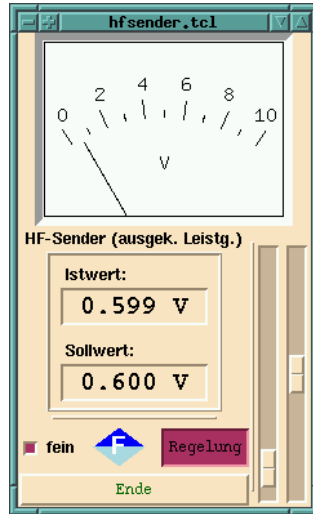 hfsender.tcl
0 2 4 6 8 10
V
HF-Sender (ausgek. Leistg.)
Istwert:
0.599 V
Sollwert:
0.600 V
fein F Regelung
Ende